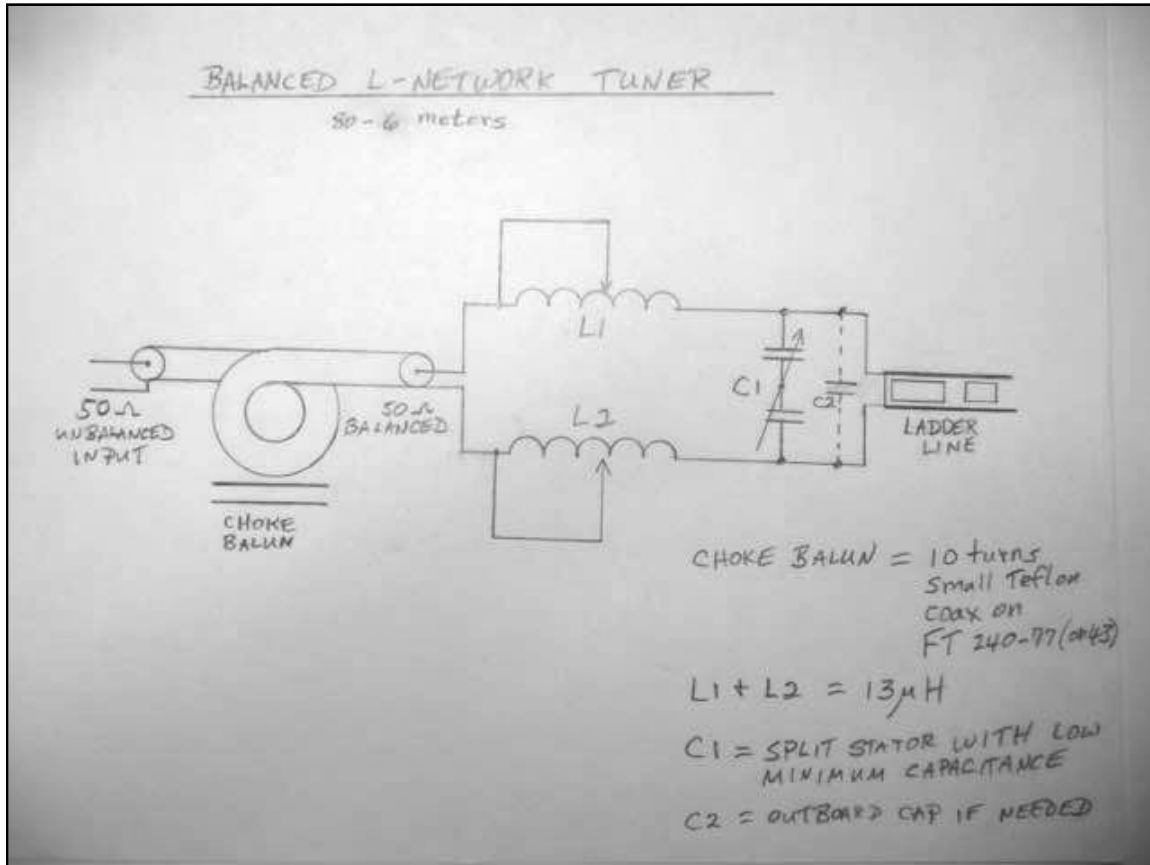 BALANCED L-NETWORK TUNER
80-6 meters
L1
C1
C2
50Ω
UNBALANCED
INPUT
50Ω
BALANCED
L2
LADDER
LINE
CHOKE
BALUN
CHOKE BALUN = 10 turns
small Teflon
coax on
FT 240-77 (or 43)
L1 + L2 = 13μH
C1 = SPLIT STATOR WITH LOW
MINIMUM CAPACITANCE
C2 = OUTBOARD CAP IF NEEDED